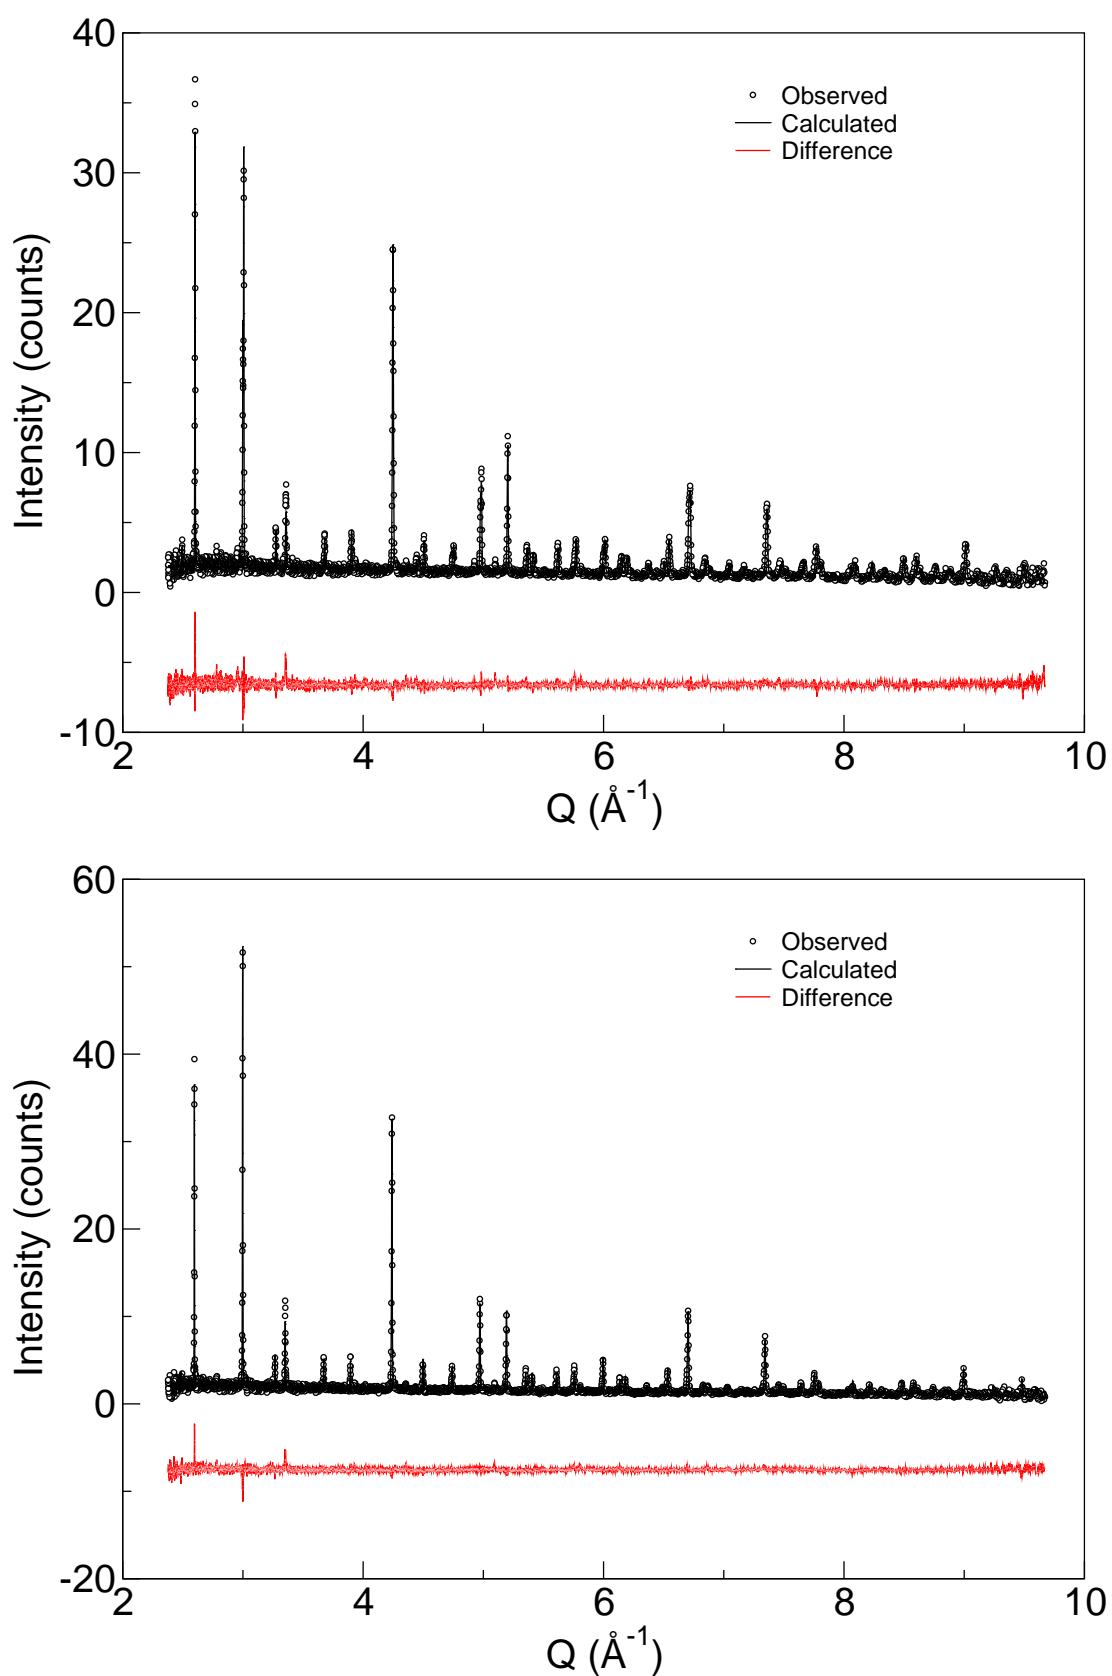 40
30
20
10
0
-10
Intensity (counts)
Observed
Calculated
Difference
2 4 6 8 10
Q (Å⁻¹)
60
40
20
0
-20
Intensity (counts)
Observed
Calculated
Difference
2 4 6 8 10
Q (Å⁻¹)